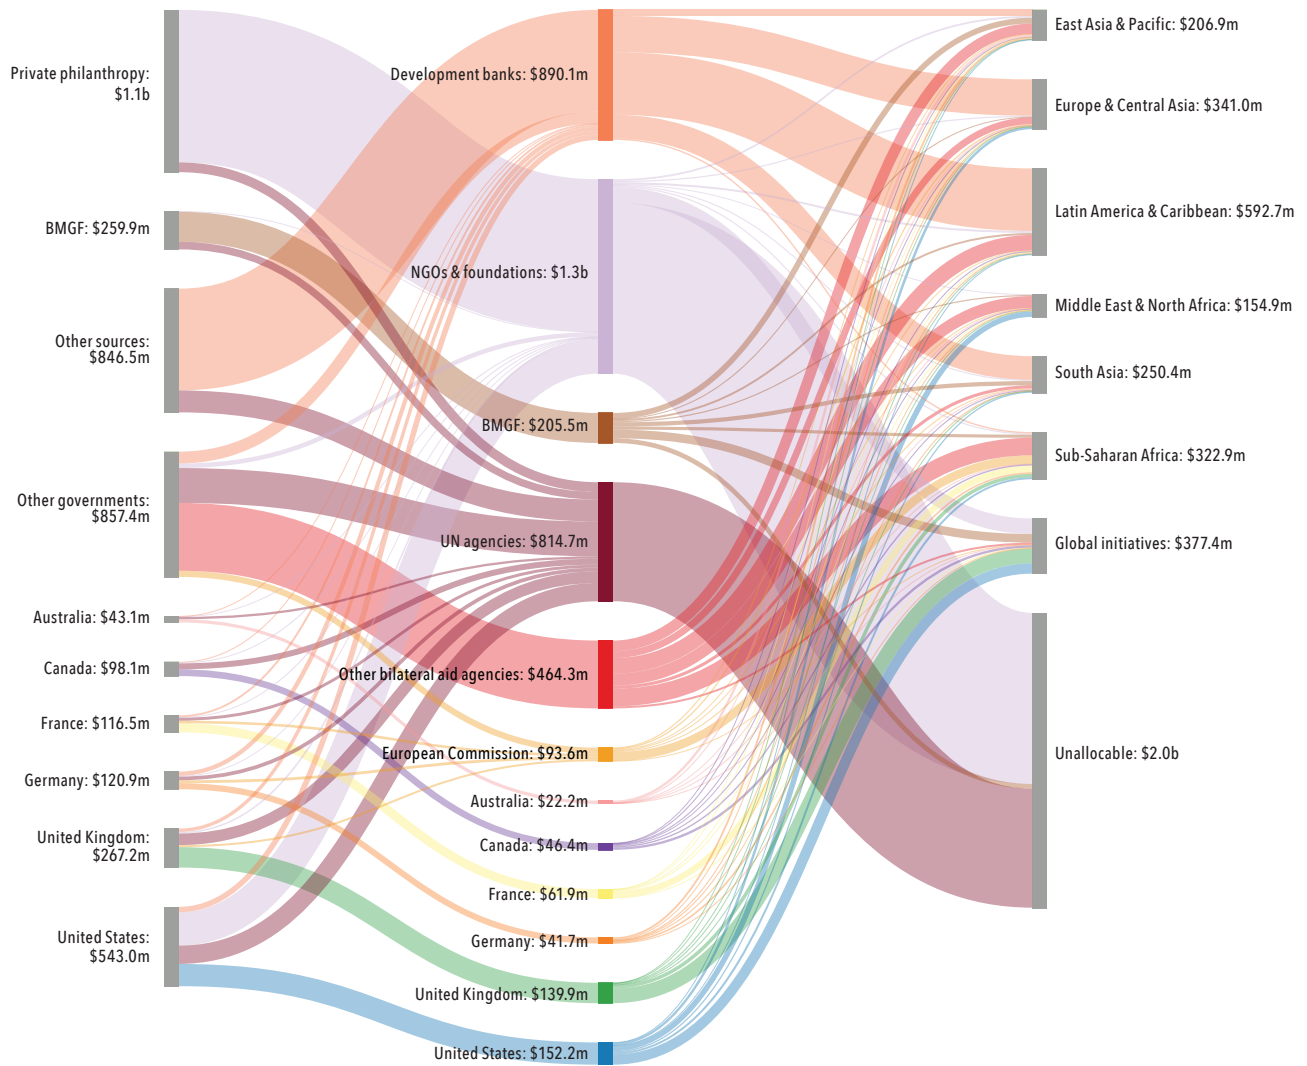 Private philanthropy:
$1.1b
BMGF: $259.9m
Other sources:
$846.5m
Other governments:
$857.4m
Australia: $43.1m
Canada: $98.1m
France: $116.5m
Germany: $120.9m
United Kingdom:
$267.2m
United States:
$543.0m
Development banks: $890.1m
NGOs & foundations: $1.3b
BMGF: $205.5m
UN agencies: $814.7m
Other bilateral aid agencies: $464.3m
European Commission: $93.6m
Australia: $22.2m
Canada: $46.4m
France: $61.9m
Germany: $41.7m
United Kingdom: $139.9m
United States: $152.2m
East Asia & Pacific: $206.9m
Europe & Central Asia: $341.0m
Latin America & Caribbean: $592.7m
Middle East & North Africa: $154.9m
South Asia: $250.4m
Sub-Saharan Africa: $322.9m
Global initiatives: $377.4m
Unallocable: $2.0b